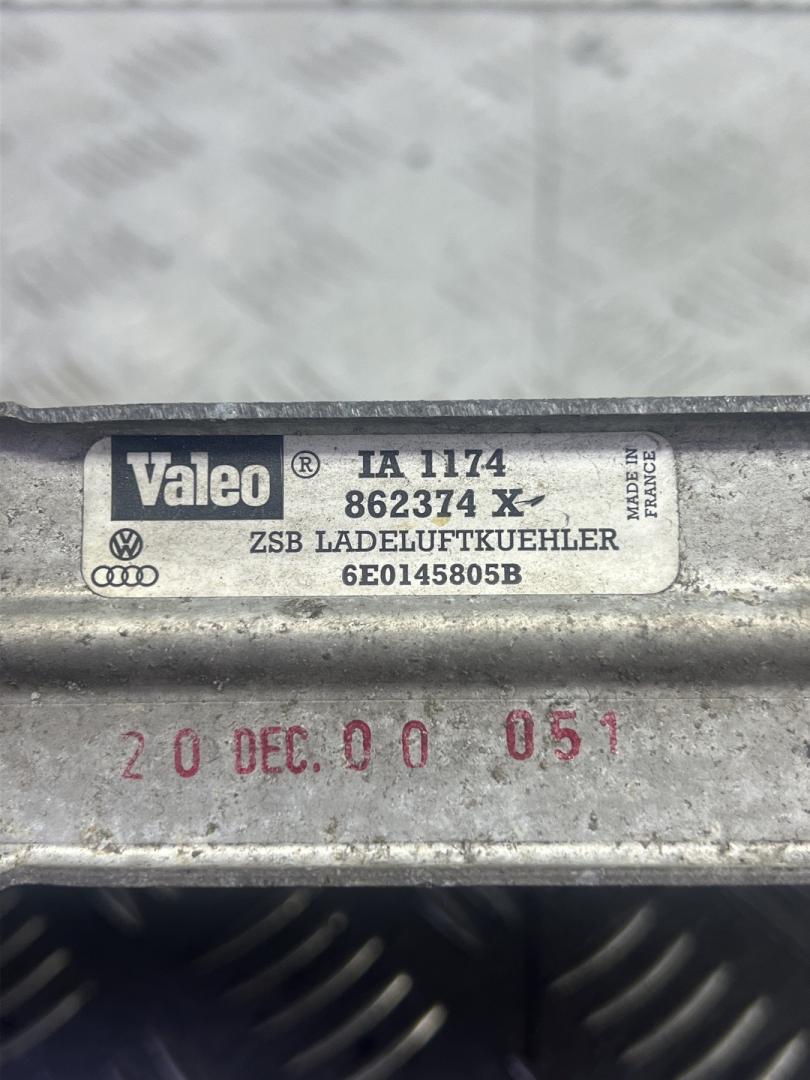 Valeo ® IA 1174
862374 X
MADE IN
FRANCE
ZSB LADELUFTKUEHLER
6E0145805B
20 DEC. 00 051